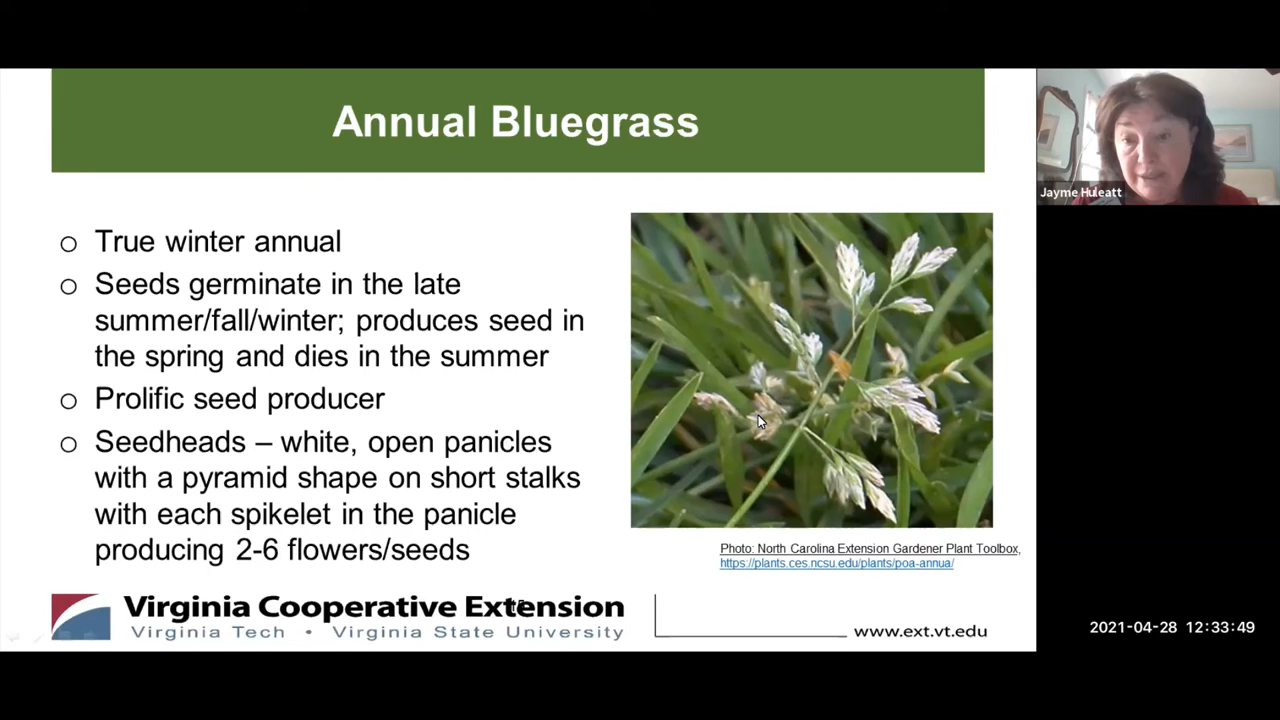 Annual Bluegrass
Jayme Huleatt
○ True winter annual
○ Seeds germinate in the late
summer/fall/winter; produces seed in
the spring and dies in the summer
○ Prolific seed producer
○ Seedheads – white, open panicles
with a pyramid shape on short stalks
with each spikelet in the panicle
producing 2-6 flowers/seeds
Photo: North Carolina Extension Gardener Plant Toolbox,
https://plants.ces.ncsu.edu/plants/poa-annua/
Virginia Cooperative Extension
Virginia Tech • Virginia State University
www.ext.vt.edu
2021-04-28 12:33:49